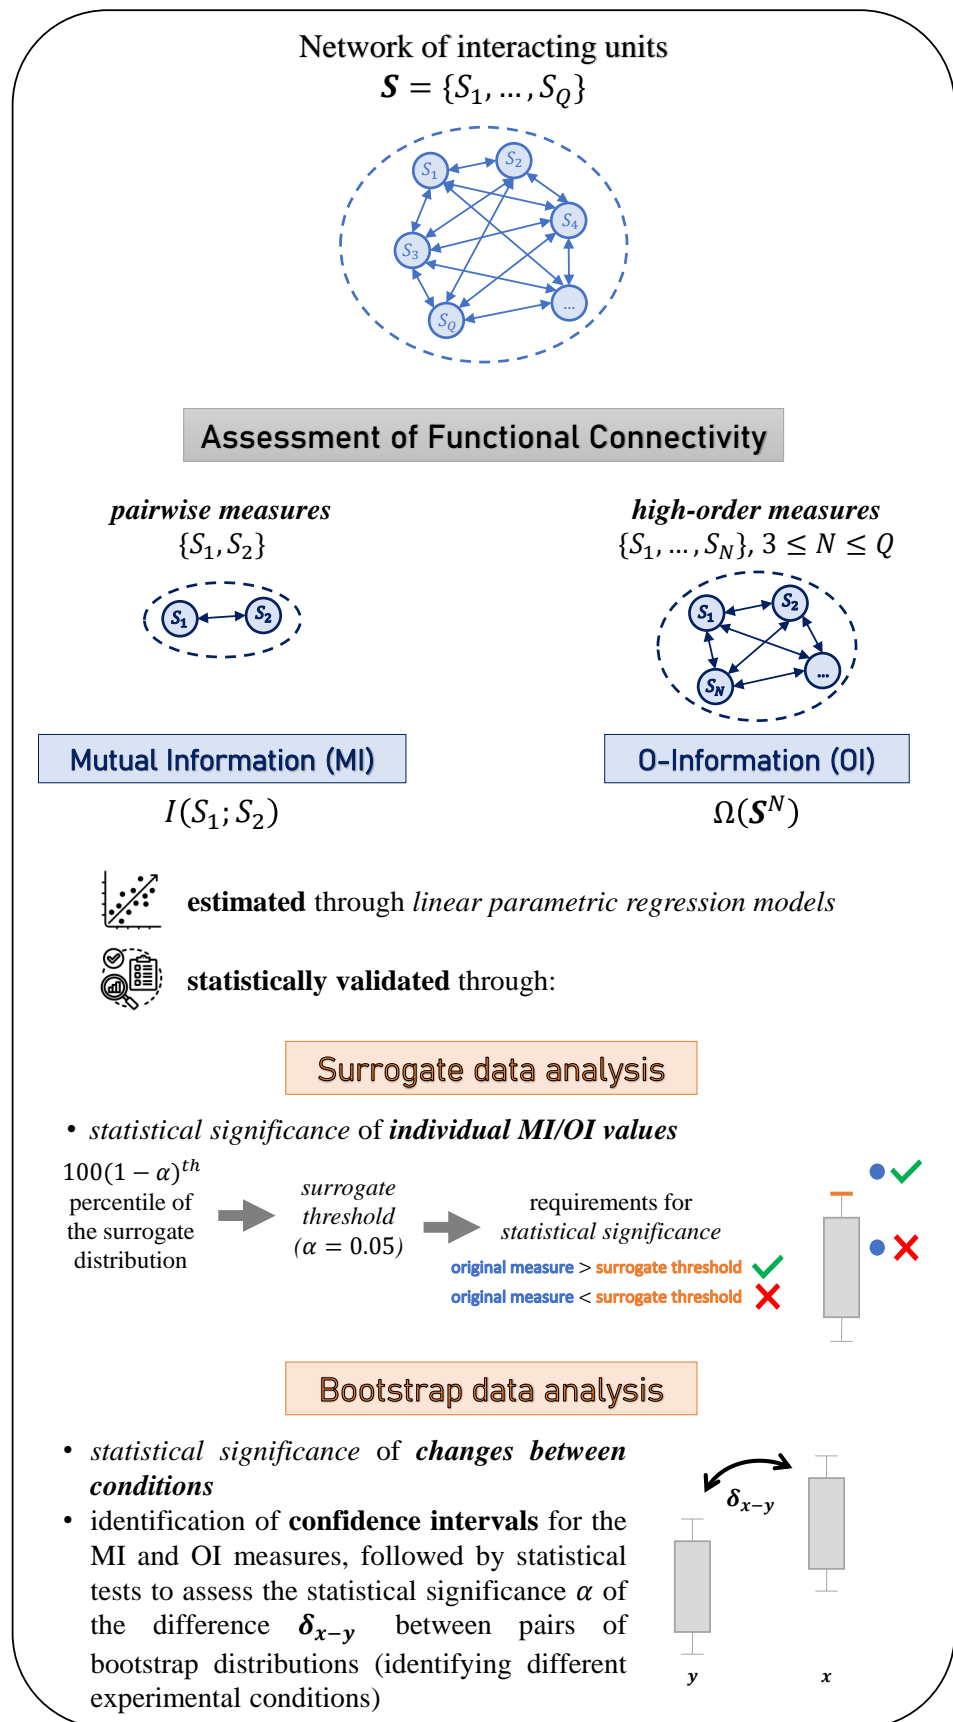 Network of interacting units
S = {S₁, …, S_Q}
S₁
S₂
S₃
S₄
S_Q
...
Assessment of Functional Connectivity
pairwise measures
{S₁, S₂}
S₁
S₂
high-order measures
{S₁, …, S_N}, 3 ≤ N ≤ Q
S₁
S₂
S_N
...
Mutual Information (MI)
I(S₁; S₂)
O-Information (OI)
Ω(S^N)
estimated through linear parametric regression models
statistically validated through:
Surrogate data analysis
• statistical significance of individual MI/OI values
100(1 − α)^th
percentile of
the surrogate
distribution
surrogate
threshold
(α = 0.05)
requirements for
statistical significance
original measure > surrogate threshold
original measure < surrogate threshold
Bootstrap data analysis
• statistical significance of changes between
conditions
• identification of confidence intervals for the
MI and OI measures, followed by statistical
tests to assess the statistical significance α of
the difference δ_{x−y} between pairs of
bootstrap distributions (identifying different
experimental conditions)
δ_{x−y}
y
x